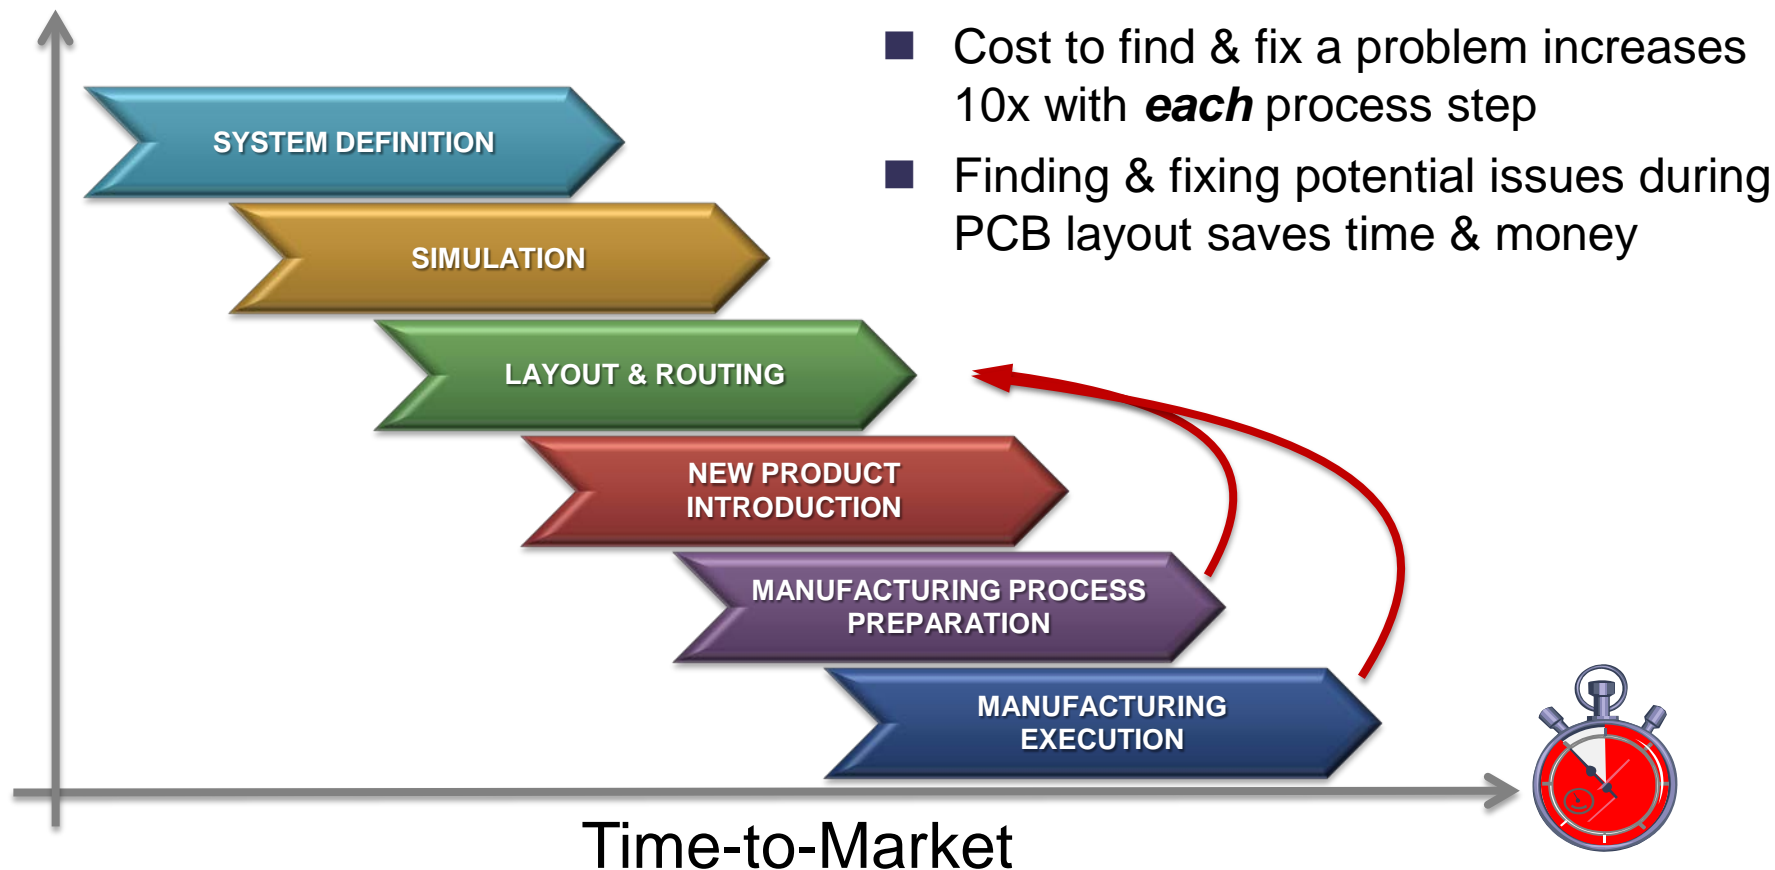 Cost to find & fix a problem increases
10x with each process step
Finding & fixing potential issues during
PCB layout saves time & money
SYSTEM DEFINITION
SIMULATION
LAYOUT & ROUTING
NEW PRODUCT
INTRODUCTION
MANUFACTURING PROCESS
PREPARATION
MANUFACTURING
EXECUTION
Time-to-Market